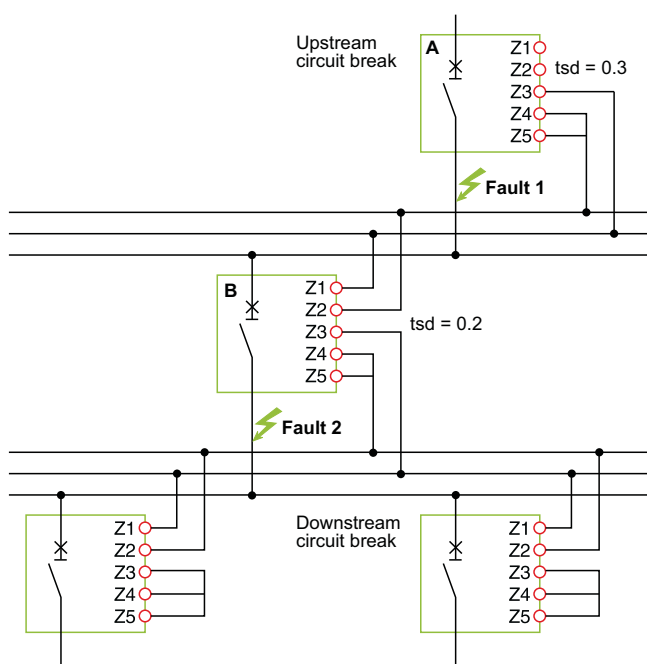 Upstream
circuit break
A
Z1
Z2
Z3
Z4
Z5
tsd = 0.3
Fault 1
B
Z1
Z2
Z3
Z4
Z5
tsd = 0.2
Fault 2
Z1
Z2
Z3
Z4
Z5
Downstream
circuit break
Z1
Z2
Z3
Z4
Z5